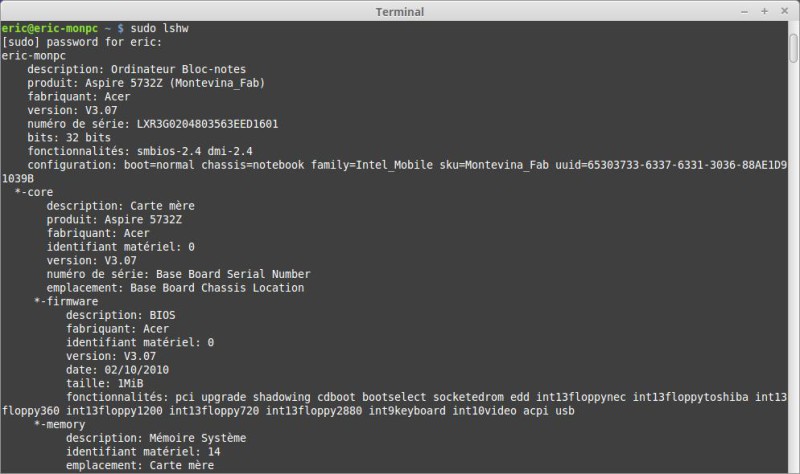 Terminal
eric@eric-monpc ~ $ sudo lshw
[sudo] password for eric:
eric-monpc
description: Ordinateur Bloc-notes
produit: Aspire 5732Z (Montevina_Fab)
fabriquant: Acer
version: V3.07
numéro de série: LXR3G0204803563EED1601
bits: 32 bits
fonctionnalités: smbios-2.4 dmi-2.4
configuration: boot=normal chassis=notebook family=Intel_Mobile sku=Montevina_Fab uuid=65303733-6337-6331-3036-88AE1D9
1039B
*-core
description: Carte mère
produit: Aspire 5732Z
fabriquant: Acer
identifiant matériel: 0
version: V3.07
numéro de série: Base Board Serial Number
emplacement: Base Board Chassis Location
*-firmware
description: BIOS
fabriquant: Acer
identifiant matériel: 0
version: V3.07
date: 02/10/2010
taille: 1MiB
fonctionnalités: pci upgrade shadowing cdboot bootselect socketedrom edd int13floppynec int13floppytoshiba int13
floppy360 int13floppy1200 int13floppy720 int13floppy2880 int9keyboard int10video acpi usb
*-memory
description: Mémoire Système
identifiant matériel: 14
emplacement: Carte mère